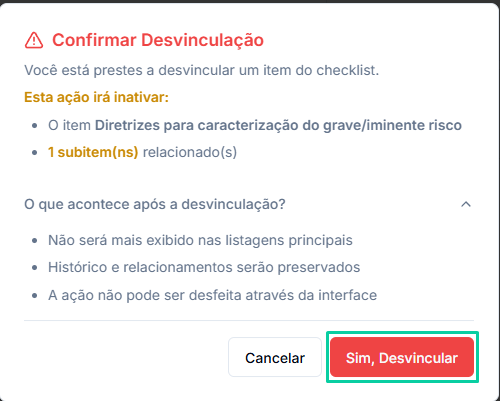 Confirmar Desvinculação
Você está prestes a desvincular um item do checklist.
Esta ação irá inativar:
• O item Diretrizes para caracterização do grave/iminente risco
• 1 subitem(ns) relacionado(s)
O que acontece após a desvinculação?
• Não será mais exibido nas listagens principais
• Histórico e relacionamentos serão preservados
• A ação não pode ser desfeita através da interface
Cancelar
Sim, Desvincular